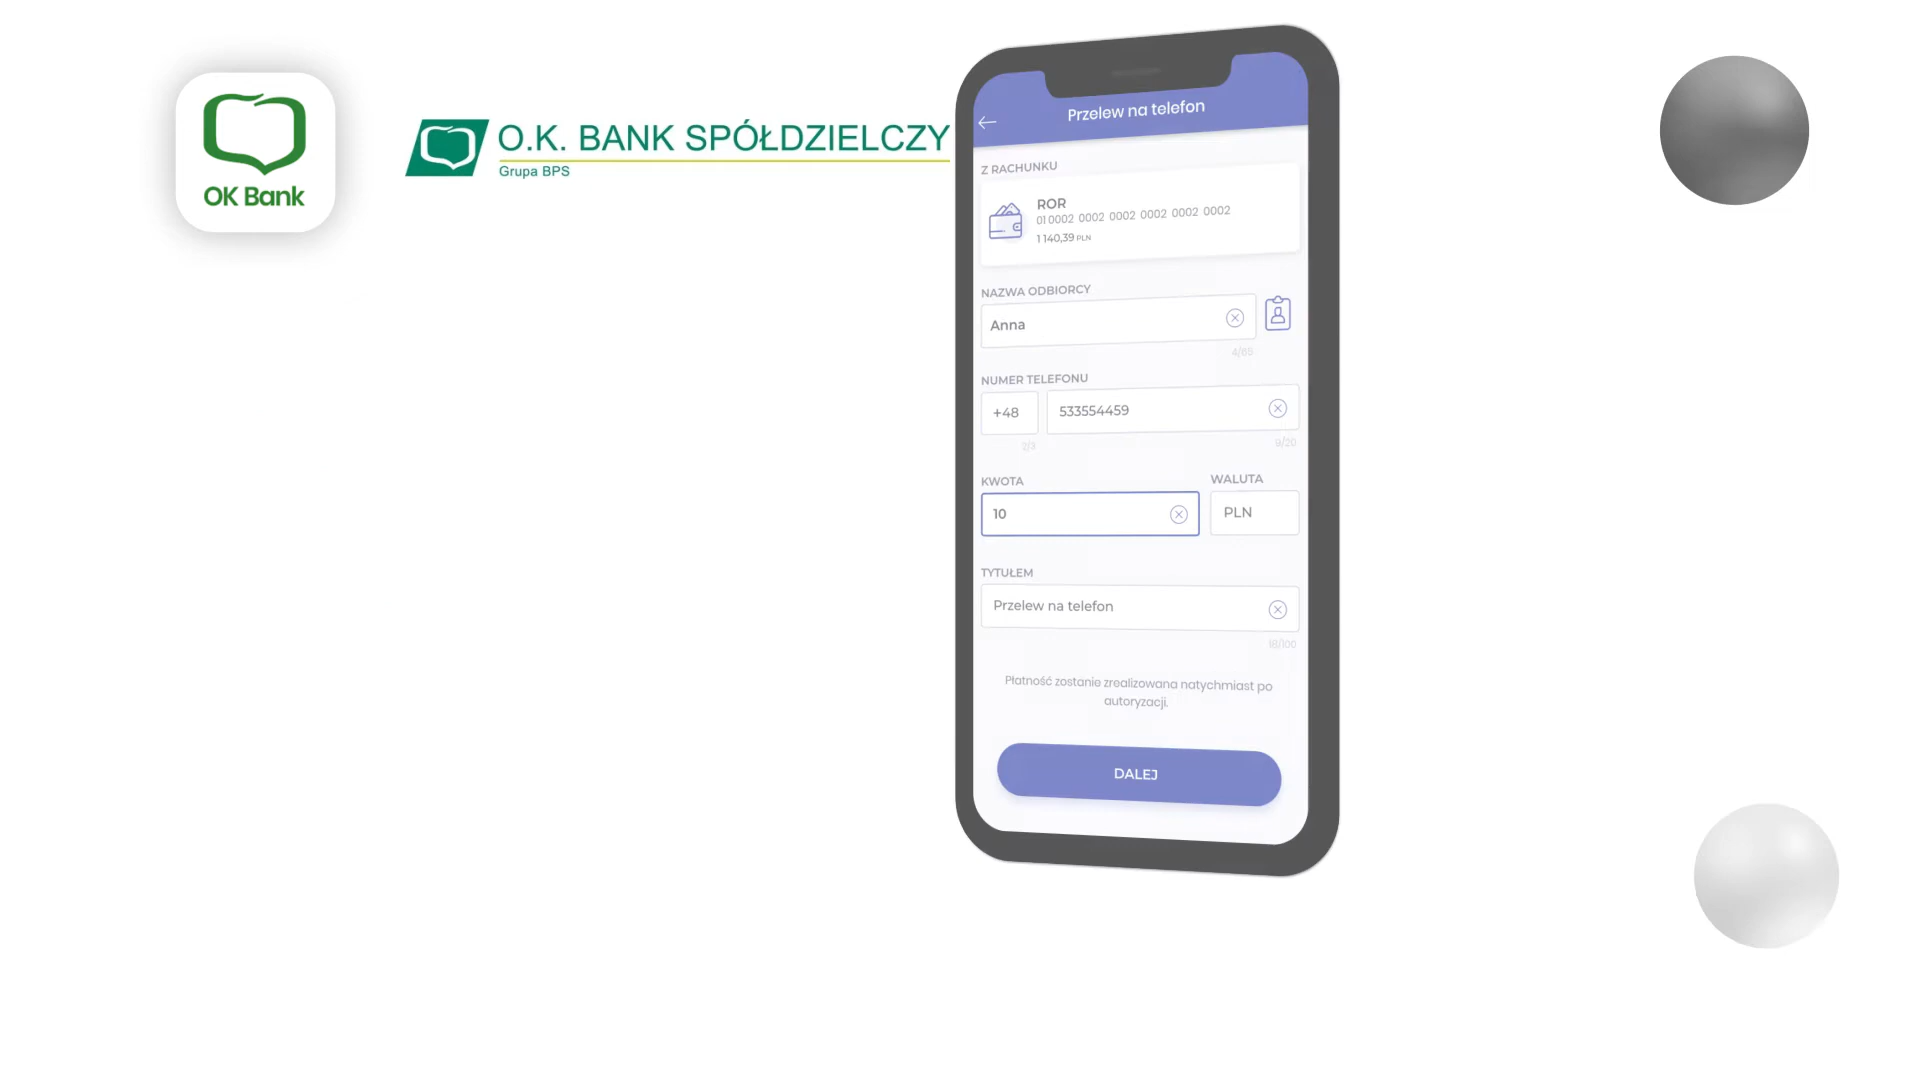 OK Bank
O.K. BANK SPÓŁDZIELCZY
Grupa BPS
Przelew na telefon
Z RACHUNKU
ROR
01 0002 0002 0002 0002 0002 0002
1 140,39 PLN
NAZWA ODBIORCY
Anna
4/65
NUMER TELEFONU
+48 533554459
2/3 9/20
KWOTA WALUTA
10 PLN
TYTUŁEM
Przelew na telefon
18/100
Płatność zostanie zrealizowana natychmiast po
autoryzacji.
DALEJ